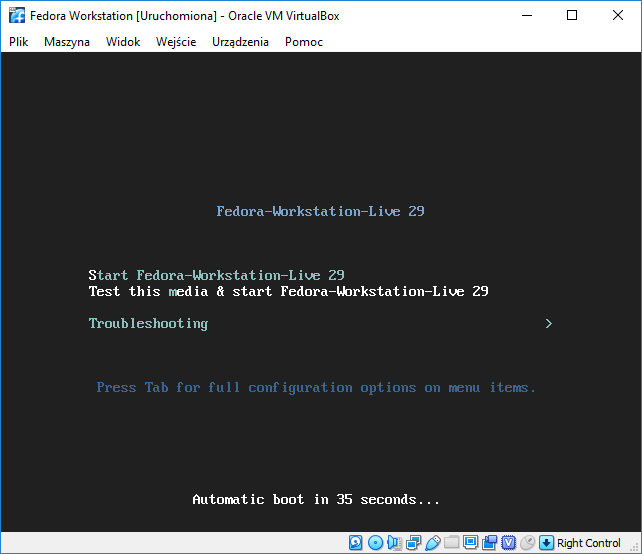 Fedora Workstation [Uruchomiona] - Oracle VM VirtualBox
Plik Maszyna Widok Wejście Urządzenia Pomoc
Fedora-Workstation-Live 29
Start Fedora-Workstation-Live 29
Test this media & start Fedora-Workstation-Live 29
Troubleshooting >
Press Tab for full configuration options on menu items.
Automatic boot in 35 seconds...
Right Control